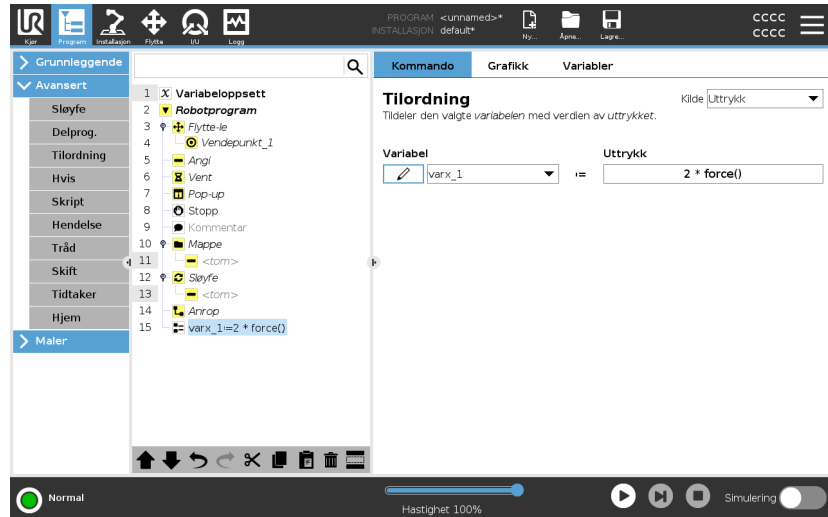 UR
Kjør
Program
Installasjon
Flytte
I/U
Logg
PROGRAM <unnamed>*
INSTALLASJON default*
Ny...
Åpne...
Lagre...
CCCC
CCCC
Grunnleggende
Avansert
Sløyfe
Delprog.
Tilordning
Hvis
Skript
Hendelse
Tråd
Skift
Tidtaker
Hjem
Maler
1 X Variabeloppsett
2 Robotprogram
3 Flytte-le
4 Vendepunkt_1
5 Angi
6 Vent
7 Pop-up
8 Stopp
9 Kommentar
10 Mappe
11 <tom>
12 Sløyfe
13 <tom>
14 Anrop
15 varx_1:=2 * force()
Kommando Grafikk Variabler
Tilordning
Kilde Uttrykk
Tildeler den valgte variabelen med verdien av uttrykket.
Variabel Uttrykk
varx_1 := 2 * force()
Normal
Hastighet 100%
Simulering